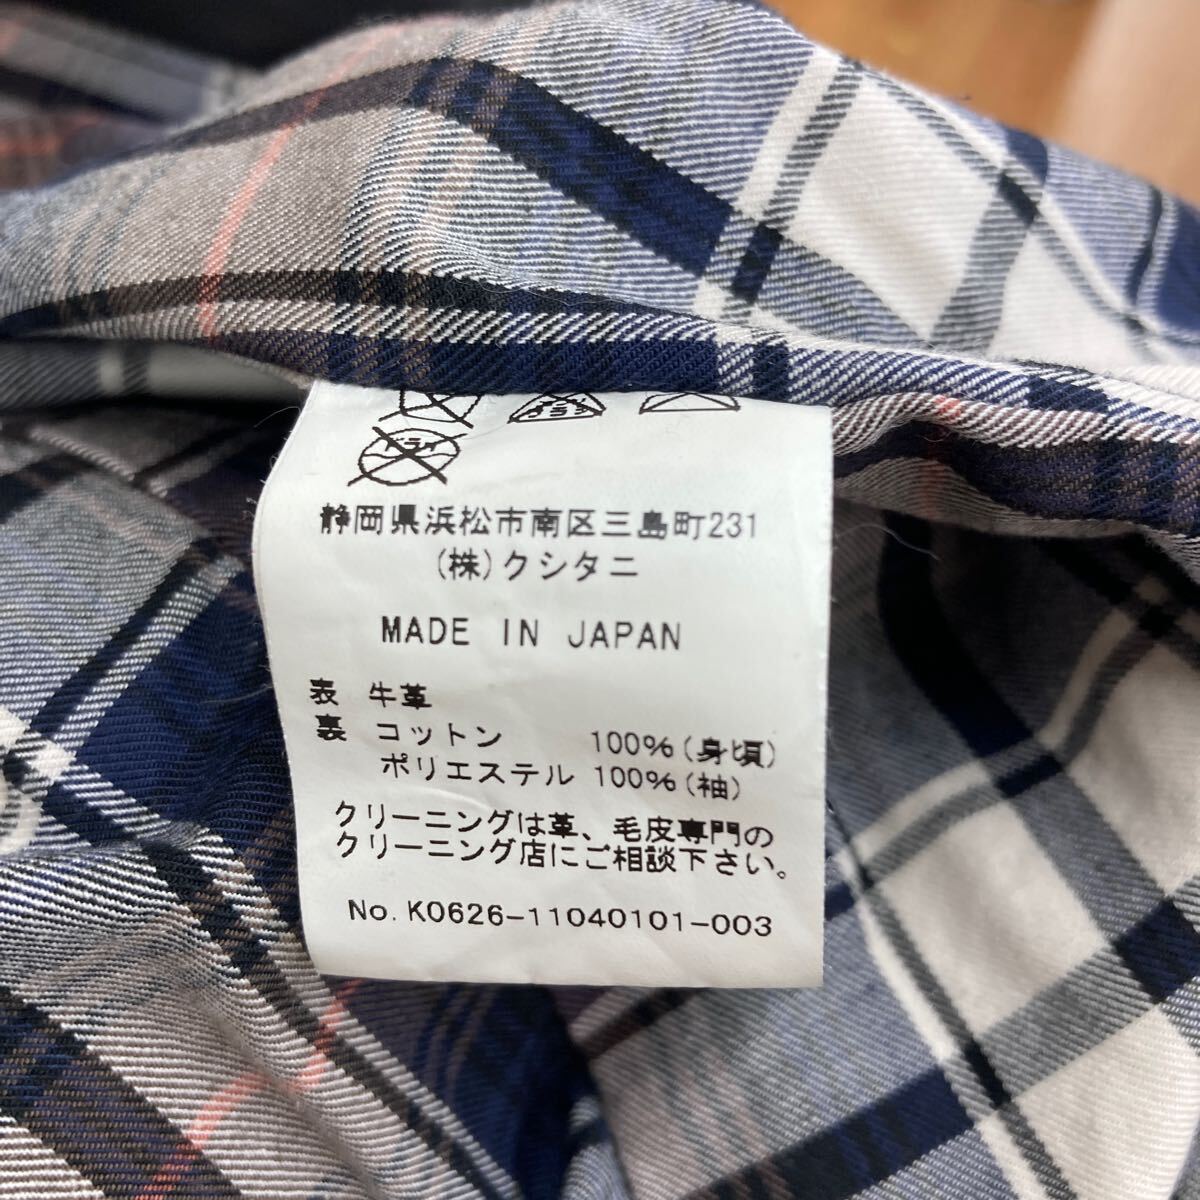 ドライ
静岡県浜松市南区三島町231
(株)クシタニ
MADE IN JAPAN
表 牛革
裏 コットン 100%(身頃)
ポリエステル 100%(袖)
クリーニングは革、毛皮専門の
クリーニング店にご相談下さい。
No. K0626-11040101-003